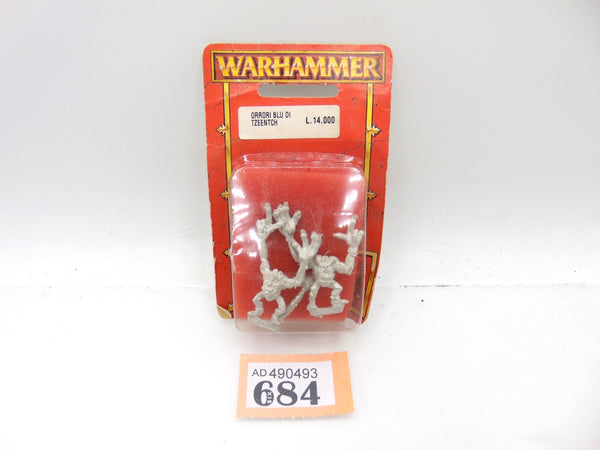 WARHAMMER
ORRORI BLU DI
TZEENTCH
L. 14,000
AD 490493
684